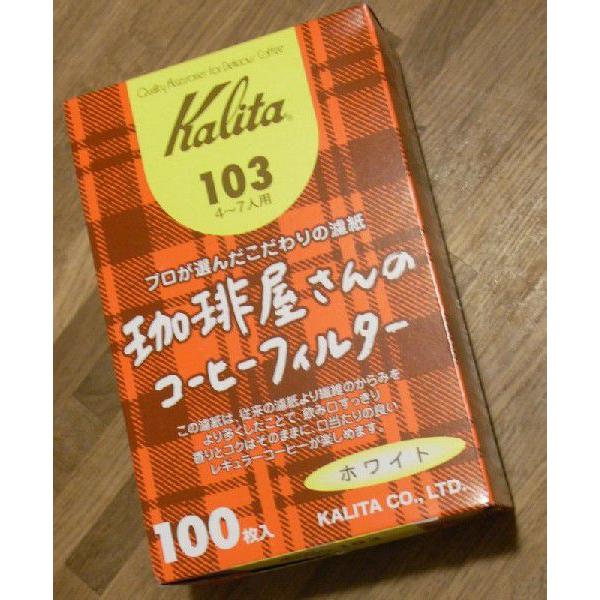 Quality Accessories for Delicious Coffee
Kalita®
103
4～7人用
プロが選んだこだわりの濾紙
珈琲屋さんの
コーヒーフィルター
この濾紙は、従来の濾紙より繊維のからみを
より多くしたことで、飲み口すっきり
香りとコクはそのままに、口当たりの良い
レギュラーコーヒーが楽しめます。
ホワイト
100枚入
KALITA CO., LTD.